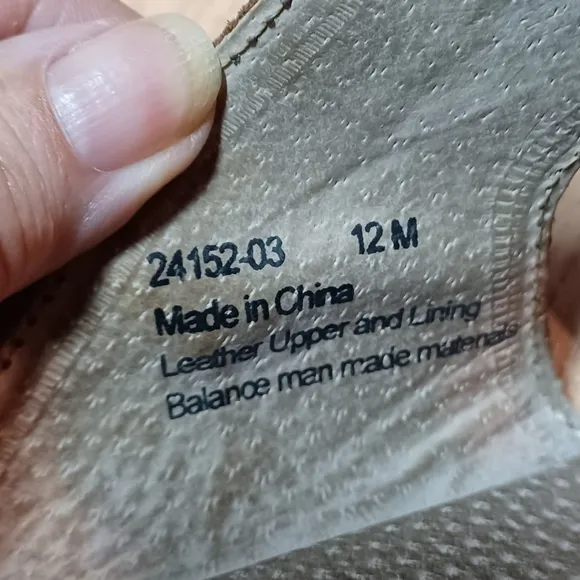 24152-03 12 M
Made in China
Leather Upper and Lining
Balance man made materials